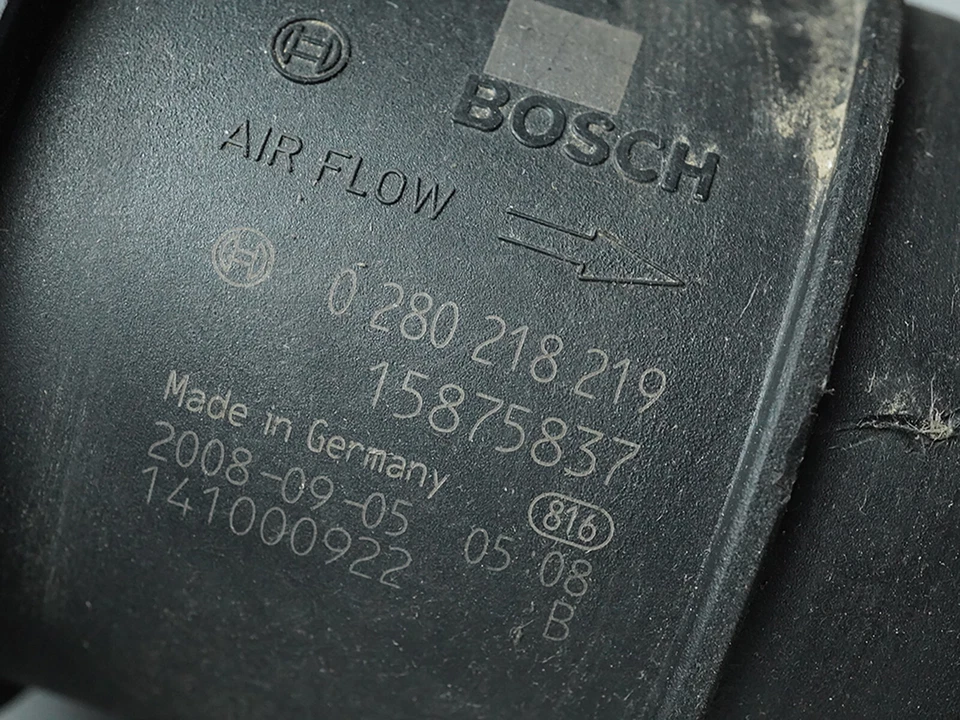 BOSCH
AIR FLOW
0 280 218 219
15875837
Made in Germany
816
2008-09-05
05 08
141000922
B